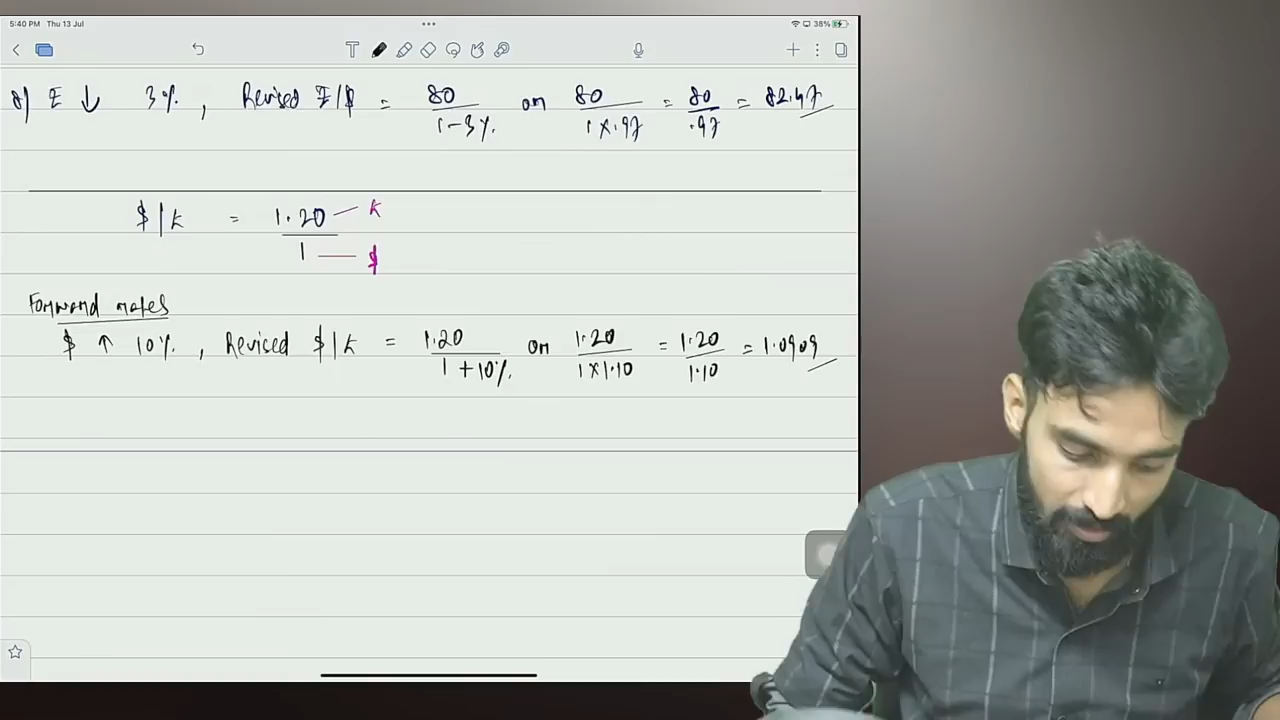 5:40 PM Thu 13 Jul
38%
8) ₹ ↓ 3%, Revised ₹/$ = 80/(1-3%) or 80/(1×.97) = 80/.97 = 82.47
$/k = 1.20/1
k
$
Forward rates
$ ↑ 10%, Revised $/k = 1.20/(1+10%) or 1.20/(1×1.10) = 1.20/1.10 = 1.0909